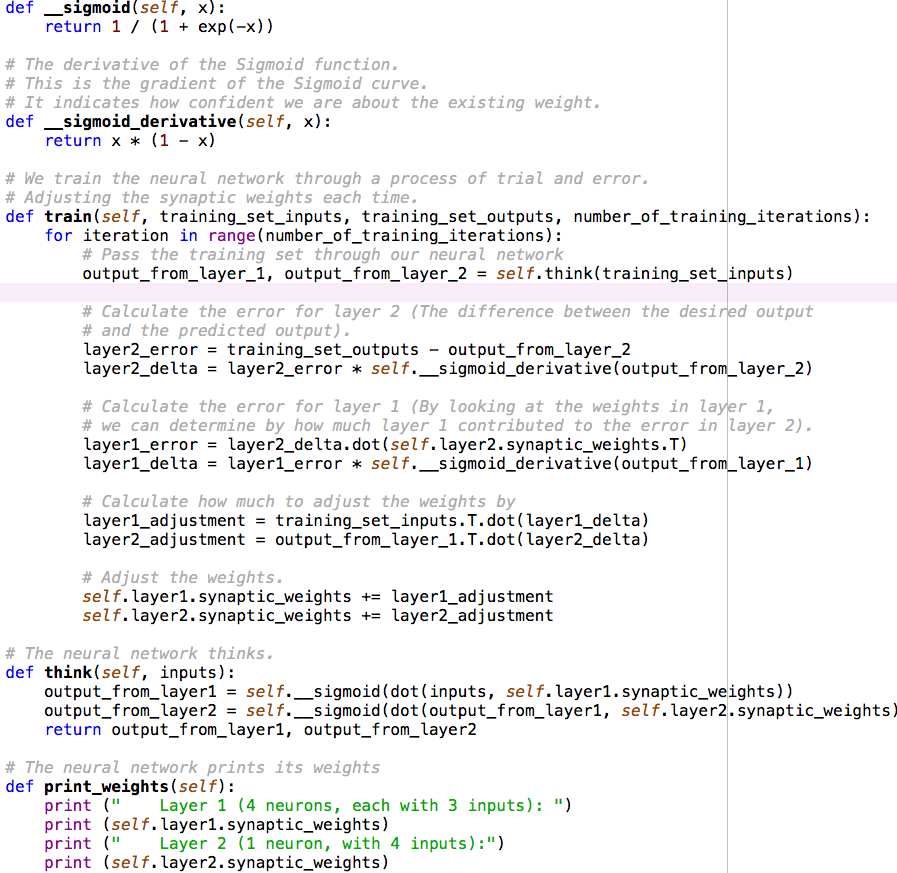 def __sigmoid(self, x):
    return 1 / (1 + exp(-x))

# The derivative of the Sigmoid function.
# This is the gradient of the Sigmoid curve.
# It indicates how confident we are about the existing weight.
def __sigmoid_derivative(self, x):
    return x * (1 - x)

# We train the neural network through a process of trial and error.
# Adjusting the synaptic weights each time.
def train(self, training_set_inputs, training_set_outputs, number_of_training_iterations):
    for iteration in range(number_of_training_iterations):
        # Pass the training set through our neural network
        output_from_layer_1, output_from_layer_2 = self.think(training_set_inputs)

        # Calculate the error for layer 2 (The difference between the desired output
        # and the predicted output).
        layer2_error = training_set_outputs - output_from_layer_2
        layer2_delta = layer2_error * self.__sigmoid_derivative(output_from_layer_2)

        # Calculate the error for layer 1 (By looking at the weights in layer 1,
        # we can determine by how much layer 1 contributed to the error in layer 2).
        layer1_error = layer2_delta.dot(self.layer2.synaptic_weights.T)
        layer1_delta = layer1_error * self.__sigmoid_derivative(output_from_layer_1)

        # Calculate how much to adjust the weights by
        layer1_adjustment = training_set_inputs.T.dot(layer1_delta)
        layer2_adjustment = output_from_layer_1.T.dot(layer2_delta)

        # Adjust the weights.
        self.layer1.synaptic_weights += layer1_adjustment
        self.layer2.synaptic_weights += layer2_adjustment

# The neural network thinks.
def think(self, inputs):
    output_from_layer1 = self.__sigmoid(dot(inputs, self.layer1.synaptic_weights))
    output_from_layer2 = self.__sigmoid(dot(output_from_layer1, self.layer2.synaptic_weights)
    return output_from_layer1, output_from_layer2

# The neural network prints its weights
def print_weights(self):
    print ("    Layer 1 (4 neurons, each with 3 inputs): ")
    print (self.layer1.synaptic_weights)
    print ("    Layer 2 (1 neuron, with 4 inputs):")
    print (self.layer2.synaptic_weights)